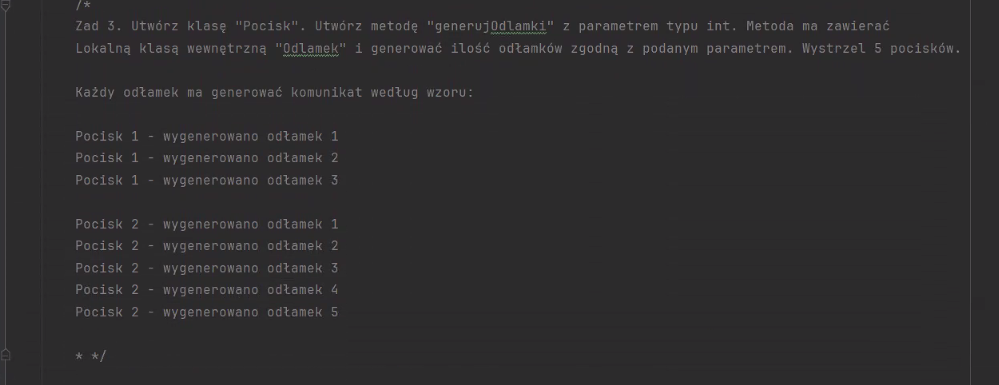 /*
Zad 3. Utwórz klasę "Pocisk". Utwórz metodę "generujOdlamki" z parametrem typu int. Metoda ma zawierać
Lokalną klasą wewnętrzną "Odlamek" i generować ilość odłamków zgodną z podanym parametrem. Wystrzel 5 pocisków.
Każdy odłamek ma generować komunikat według wzoru:
Pocisk 1 - wygenerowano odłamek 1
Pocisk 1 - wygenerowano odłamek 2
Pocisk 1 - wygenerowano odłamek 3
Pocisk 2 - wygenerowano odłamek 1
Pocisk 2 - wygenerowano odłamek 2
Pocisk 2 - wygenerowano odłamek 3
Pocisk 2 - wygenerowano odłamek 4
Pocisk 2 - wygenerowano odłamek 5
* */